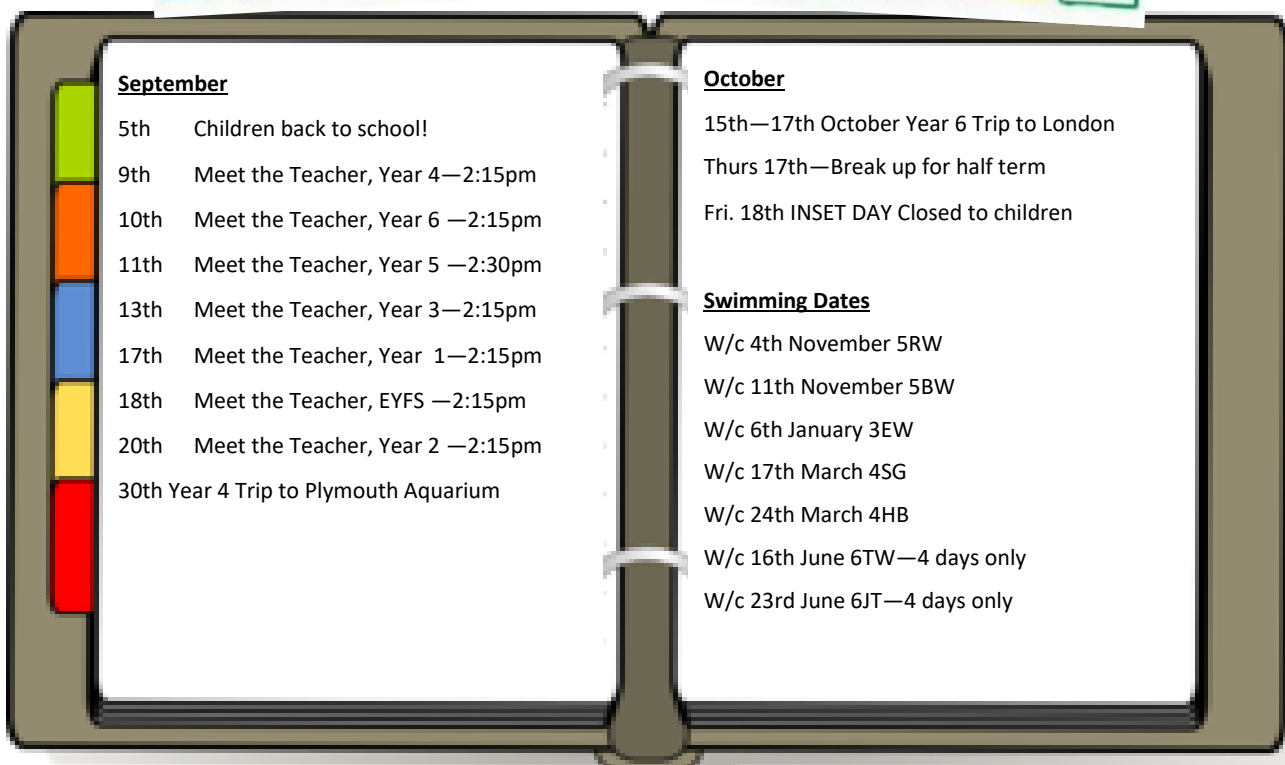 September
5th Children back to school!
9th Meet the Teacher, Year 4—2:15pm
10th Meet the Teacher, Year 6 —2:15pm
11th Meet the Teacher, Year 5 —2:30pm
13th Meet the Teacher, Year 3—2:15pm
17th Meet the Teacher, Year 1—2:15pm
18th Meet the Teacher, EYFS —2:15pm
20th Meet the Teacher, Year 2 —2:15pm
30th Year 4 Trip to Plymouth Aquarium
October
15th—17th October Year 6 Trip to London
Thurs 17th—Break up for half term
Fri. 18th INSET DAY Closed to children
Swimming Dates
W/c 4th November 5RW
W/c 11th November 5BW
W/c 6th January 3EW
W/c 17th March 4SG
W/c 24th March 4HB
W/c 16th June 6TW—4 days only
W/c 23rd June 6JT—4 days only